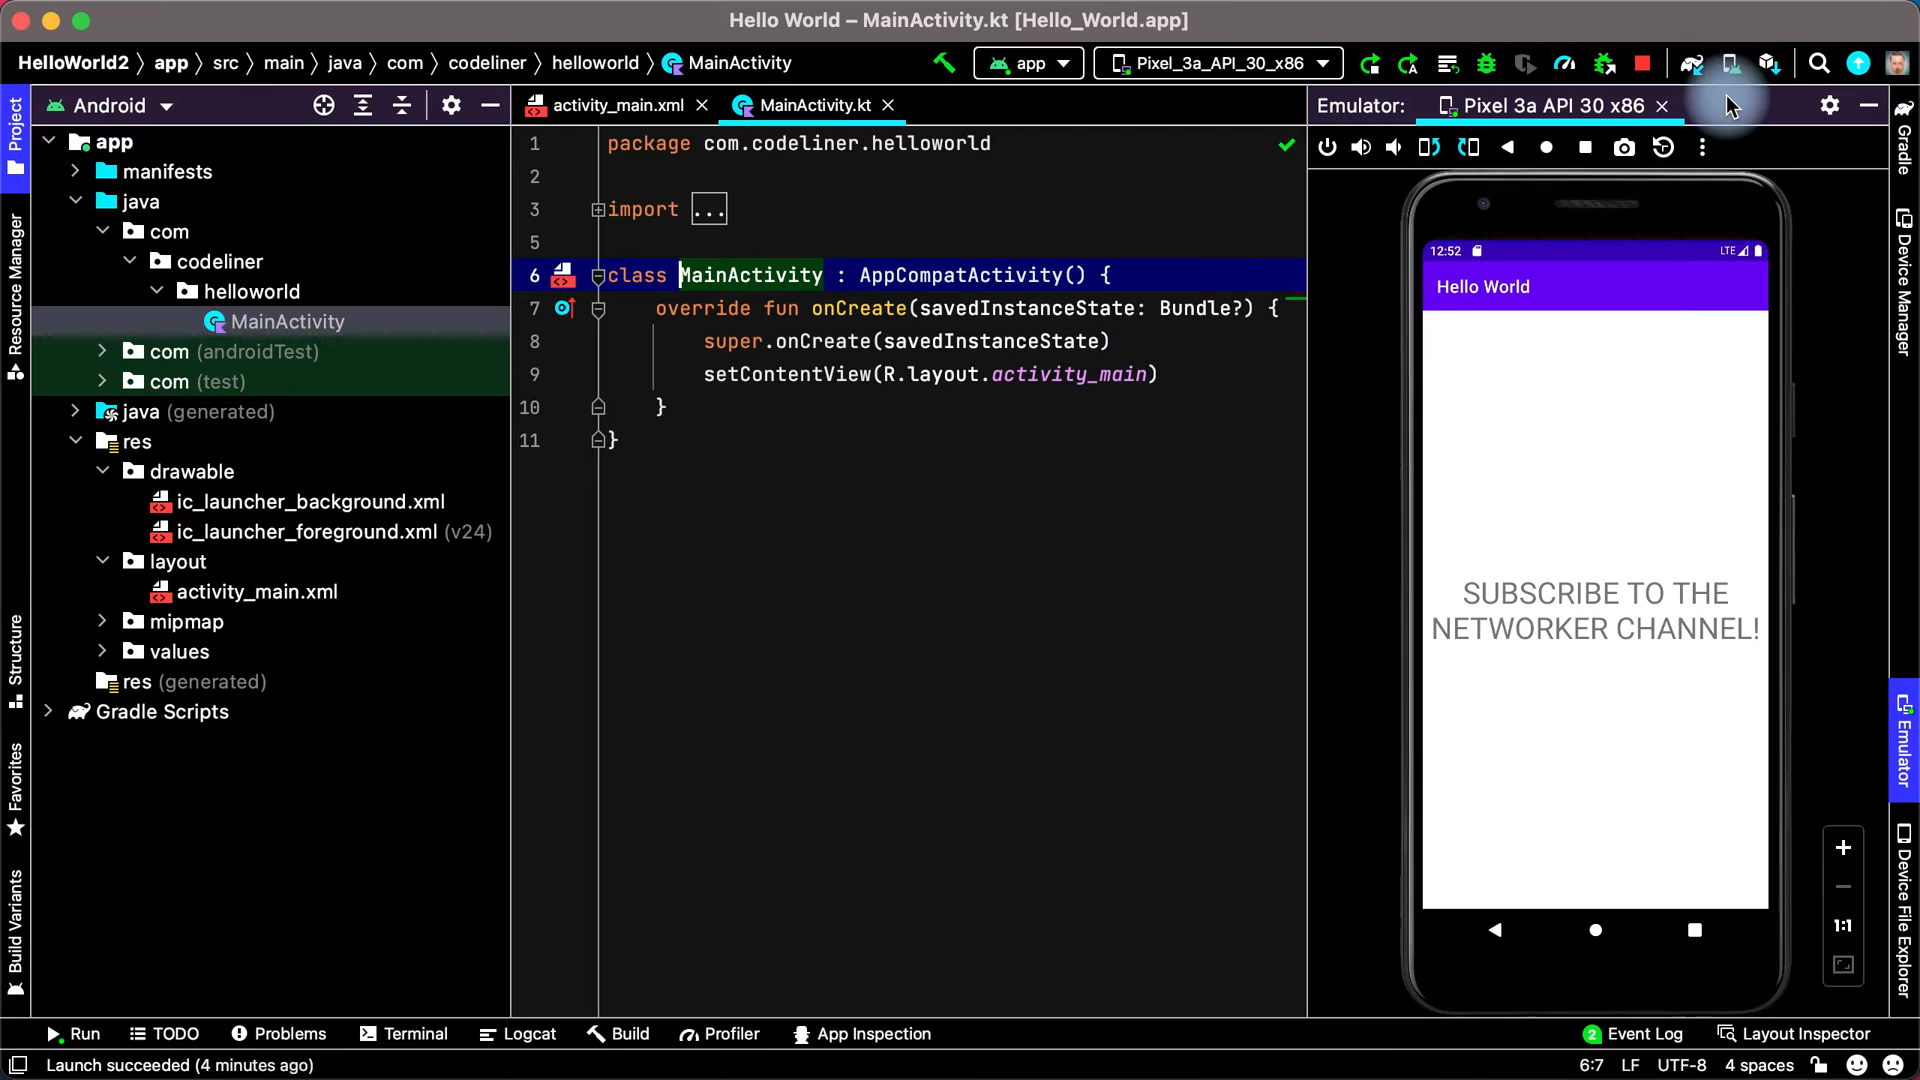 Hello World – MainActivity.kt [Hello_World.app]
HelloWorld2 〉 app 〉 src 〉 main 〉 java 〉 com 〉 codeliner 〉 helloworld 〉 MainActivity
app
Pixel_3a_API_30_x86
Project
Resource Manager
Structure
Favorites
Build Variants
Android
app
manifests
java
com
codeliner
helloworld
MainActivity
com (androidTest)
com (test)
java (generated)
res
drawable
ic_launcher_background.xml
ic_launcher_foreground.xml (v24)
layout
activity_main.xml
mipmap
values
res (generated)
Gradle Scripts
activity_main.xml
MainActivity.kt
1 package com.codeliner.helloworld
2
3 import ...
5
6 class MainActivity : AppCompatActivity() {
7 override fun onCreate(savedInstanceState: Bundle?) {
8 super.onCreate(savedInstanceState)
9 setContentView(R.layout.activity_main)
10 }
11 }
Emulator: Pixel 3a API 30 x86
12:52 LTE
Hello World
SUBSCRIBE TO THE
NETWORKER CHANNEL!
1:1
Gradle
Device Manager
Emulator
Device File Explorer
Run TODO Problems Terminal Logcat Build Profiler App Inspection
2 Event Log Layout Inspector
Launch succeeded (4 minutes ago)
6:7 LF UTF-8 4 spaces